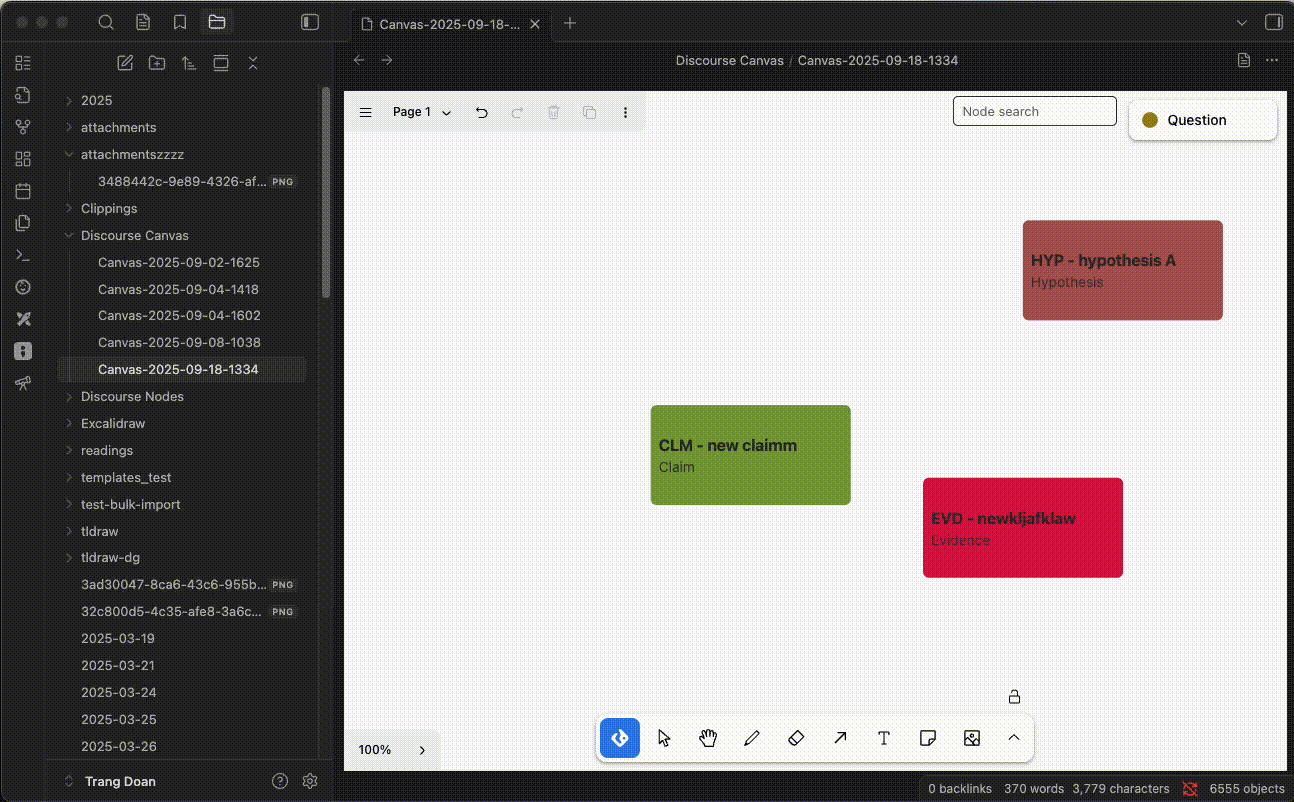 Canvas-2025-09-18-...
Discourse Canvas / Canvas-2025-09-18-1334
2025
attachments
attachmentszzzz
3488442c-9e89-4326-af... PNG
Clippings
Discourse Canvas
Canvas-2025-09-02-1625
Canvas-2025-09-04-1418
Canvas-2025-09-04-1602
Canvas-2025-09-08-1038
Canvas-2025-09-18-1334
Discourse Nodes
Excalidraw
readings
templates_test
test-bulk-import
tldraw
tldraw-dg
3ad30047-8ca6-43c6-955b... PNG
32c800d5-4c35-afe8-3a6c... PNG
2025-03-19
2025-03-21
2025-03-24
2025-03-25
2025-03-26
Trang Doan
Page 1
Node search
Question
HYP - hypothesis A
Hypothesis
CLM - new claimm
Claim
EVD - newkljafklaw
Evidence
100%
T
0 backlinks 370 words 3,779 characters 6555 objects